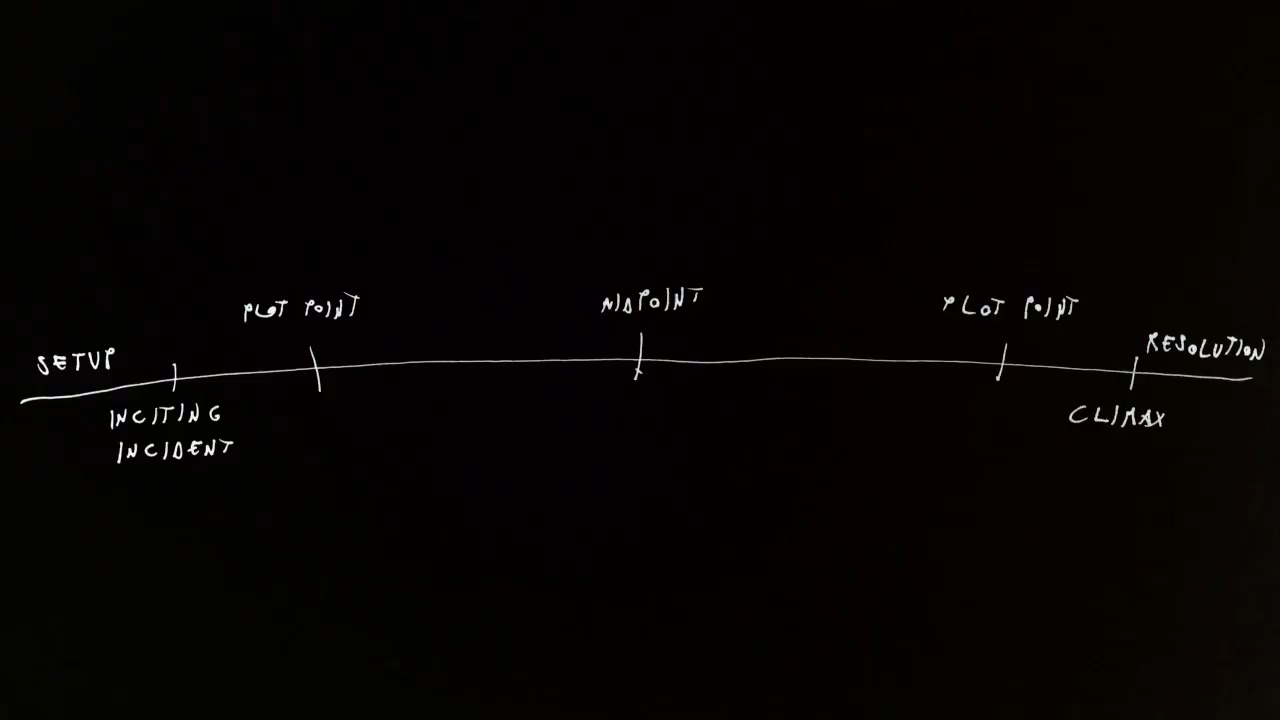 SETUP
INCITING
INCIDENT
PLOT POINT
MIDPOINT
PLOT POINT
CLIMAX
RESOLUTION